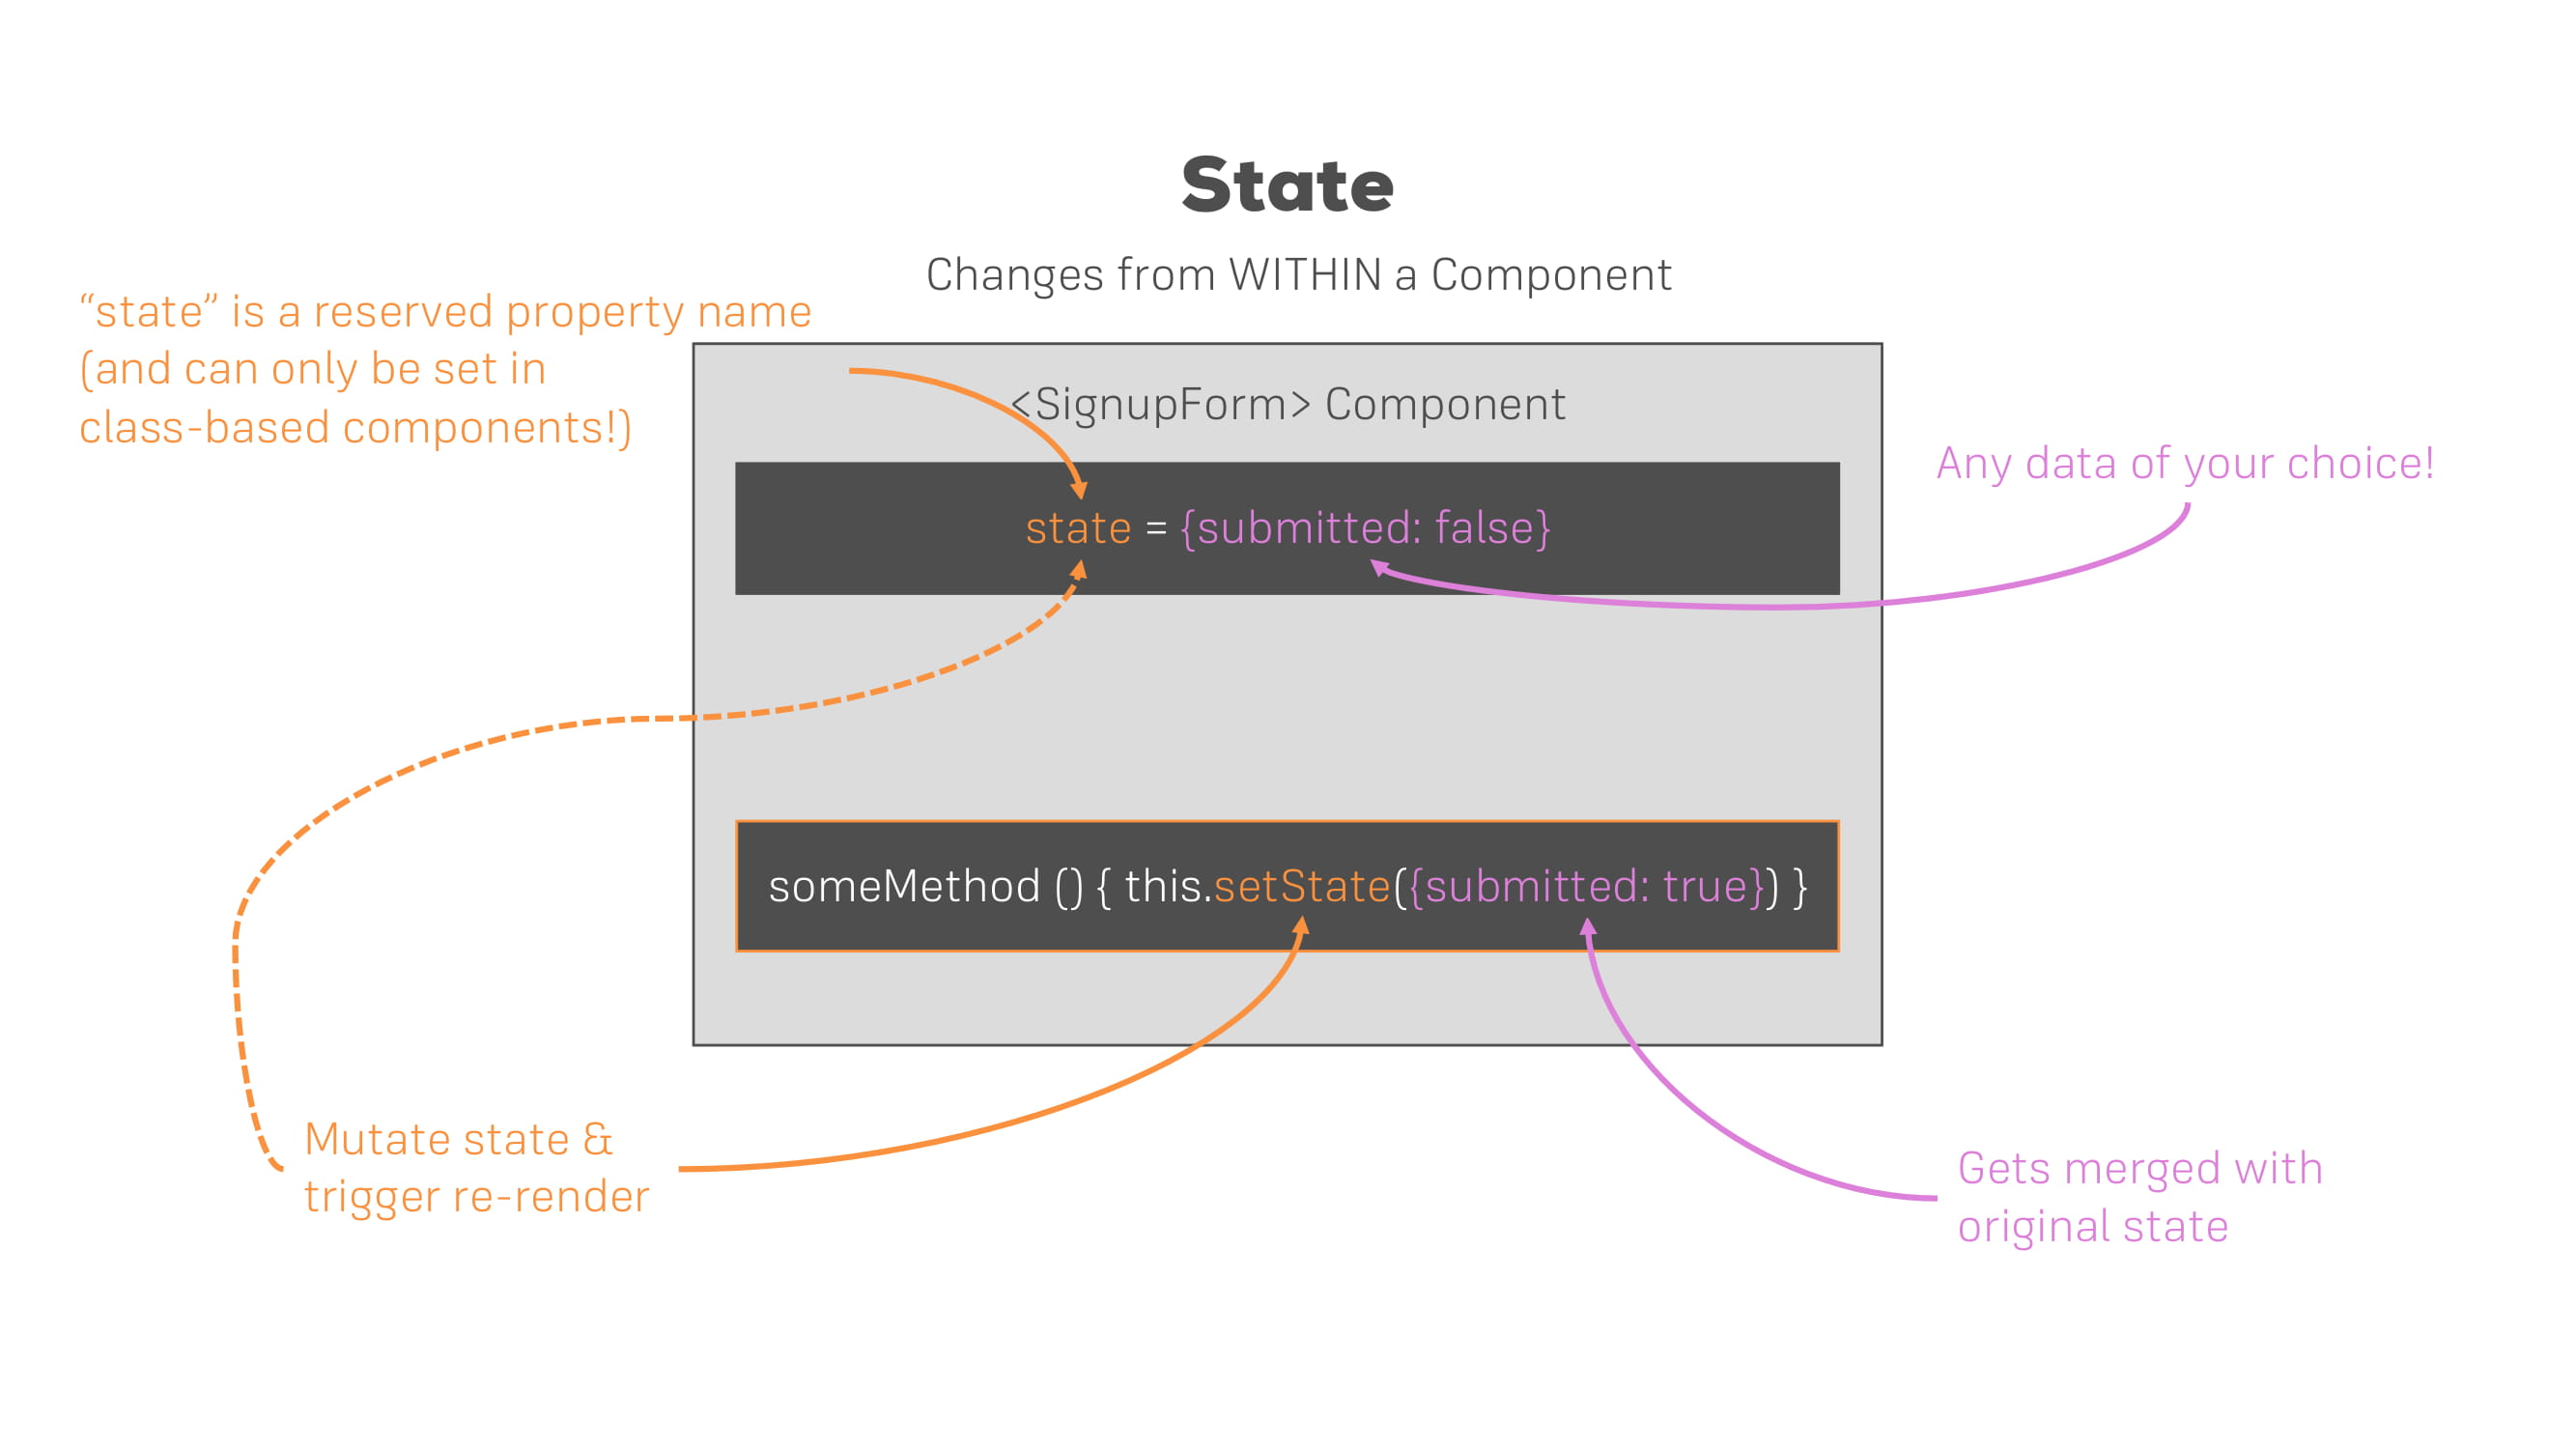 State
Changes from WITHIN a Component
“state” is a reserved property name
(and can only be set in
class-based components!)
<SignupForm> Component
Any data of your choice!
state = {submitted: false}
someMethod () { this.setState({submitted: true}) }
Mutate state &
trigger re-render
Gets merged with
original state